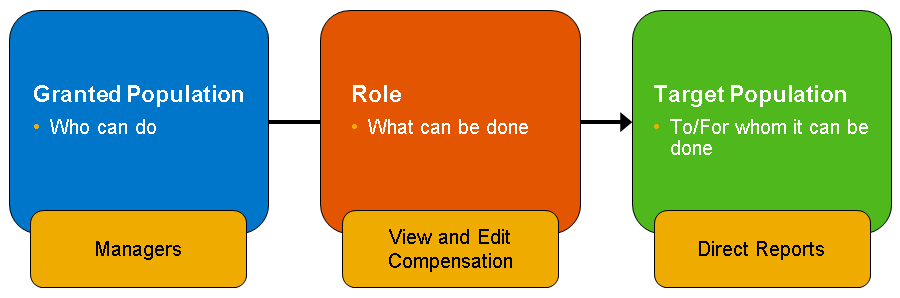 Granted Population
• Who can do
Managers
Role
• What can be done
View and Edit
Compensation
Target Population
• To/For whom it can be
done
Direct Reports